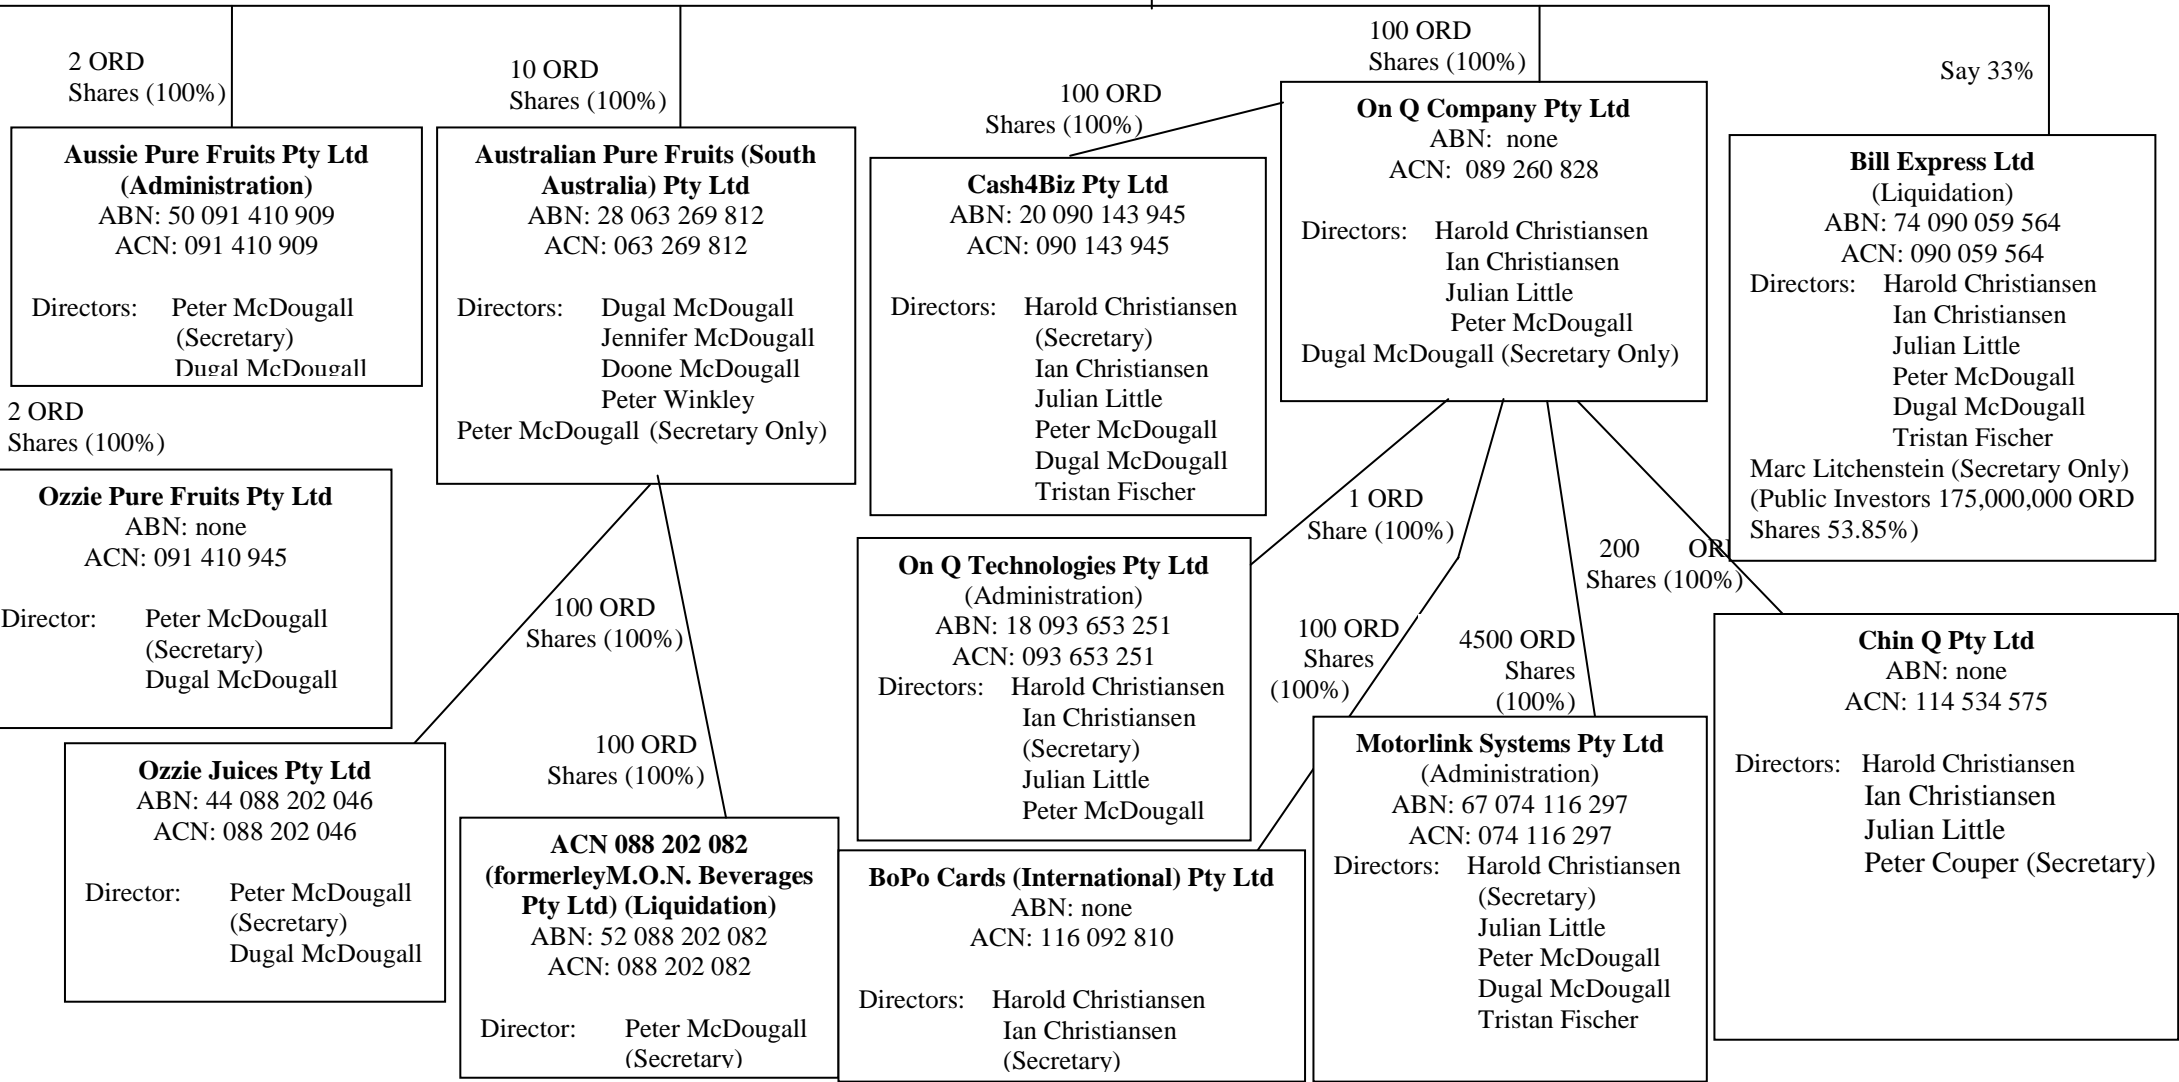 2 ORD
Shares (100%)
10 ORD
Shares (100%)
100 ORD
Shares (100%)
100 ORD
Shares (100%)
Say 33%
Aussie Pure Fruits Pty Ltd
(Administration)
ABN: 50 091 410 909
ACN: 091 410 909
Directors: Peter McDougall
(Secretary)
Dugal McDougall
2 ORD
Shares (100%)
Ozzie Pure Fruits Pty Ltd
ABN: none
ACN: 091 410 945
Director: Peter McDougall
(Secretary)
Dugal McDougall
Australian Pure Fruits (South
Australia) Pty Ltd
ABN: 28 063 269 812
ACN: 063 269 812
Directors: Dugal McDougall
Jennifer McDougall
Doone McDougall
Peter Winkley
Peter McDougall (Secretary Only)
100 ORD
Shares (100%)
100 ORD
Shares (100%)
Ozzie Juices Pty Ltd
ABN: 44 088 202 046
ACN: 088 202 046
Director: Peter McDougall
(Secretary)
Dugal McDougall
ACN 088 202 082
(formerleyM.O.N. Beverages
Pty Ltd) (Liquidation)
ABN: 52 088 202 082
ACN: 088 202 082
Director: Peter McDougall
(Secretary)
Cash4Biz Pty Ltd
ABN: 20 090 143 945
ACN: 090 143 945
Directors: Harold Christiansen
(Secretary)
Ian Christiansen
Julian Little
Peter McDougall
Dugal McDougall
Tristan Fischer
On Q Company Pty Ltd
ABN: none
ACN: 089 260 828
Directors: Harold Christiansen
Ian Christiansen
Julian Little
Peter McDougall
Dugal McDougall (Secretary Only)
Bill Express Ltd
(Liquidation)
ABN: 74 090 059 564
ACN: 090 059 564
Directors: Harold Christiansen
Ian Christiansen
Julian Little
Peter McDougall
Dugal McDougall
Tristan Fischer
Marc Litchenstein (Secretary Only)
(Public Investors 175,000,000 ORD
Shares 53.85%)
1 ORD
Share (100%)
100 ORD
Shares
(100%)
4500 ORD
Shares
(100%)
200 OR
Shares (100%)
On Q Technologies Pty Ltd
(Administration)
ABN: 18 093 653 251
ACN: 093 653 251
Directors: Harold Christiansen
Ian Christiansen
(Secretary)
Julian Little
Peter McDougall
BoPo Cards (International) Pty Ltd
ABN: none
ACN: 116 092 810
Directors: Harold Christiansen
Ian Christiansen
(Secretary)
Motorlink Systems Pty Ltd
(Administration)
ABN: 67 074 116 297
ACN: 074 116 297
Directors: Harold Christiansen
(Secretary)
Julian Little
Peter McDougall
Dugal McDougall
Tristan Fischer
Chin Q Pty Ltd
ABN: none
ACN: 114 534 575
Directors: Harold Christiansen
Ian Christiansen
Julian Little
Peter Couper (Secretary)